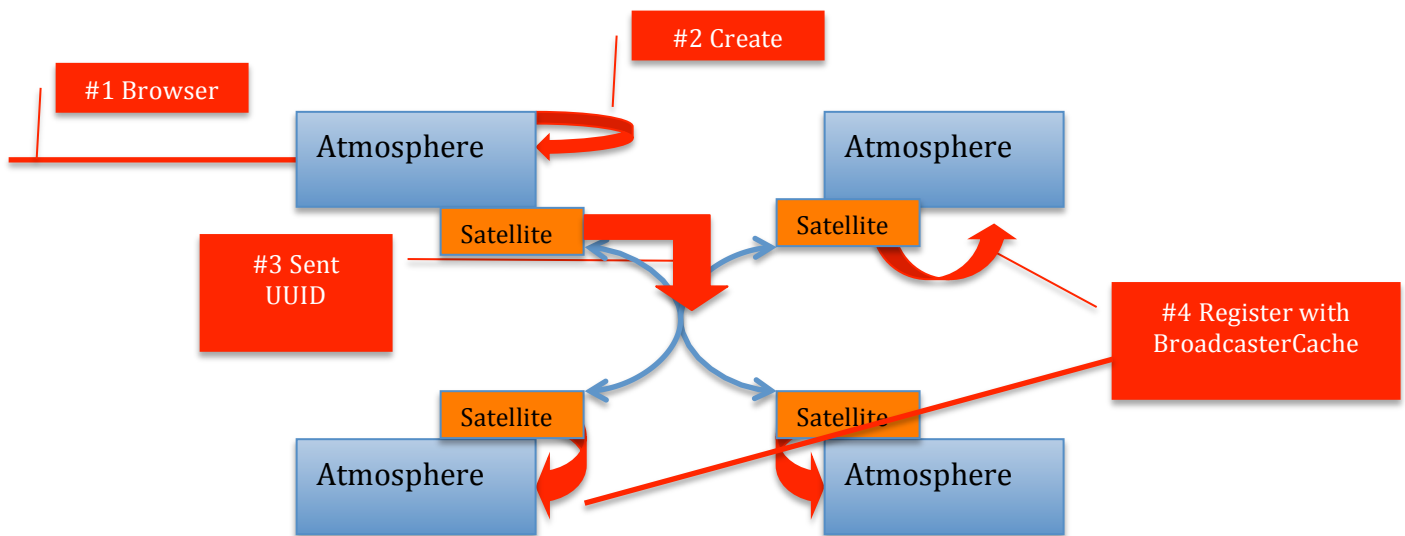 #2 Create
#1 Browser
Atmosphere
Atmosphere
Satellite
Satellite
#3 Sent
UUID
#4 Register with
BroadcasterCache
Satellite
Satellite
Atmosphere
Atmosphere